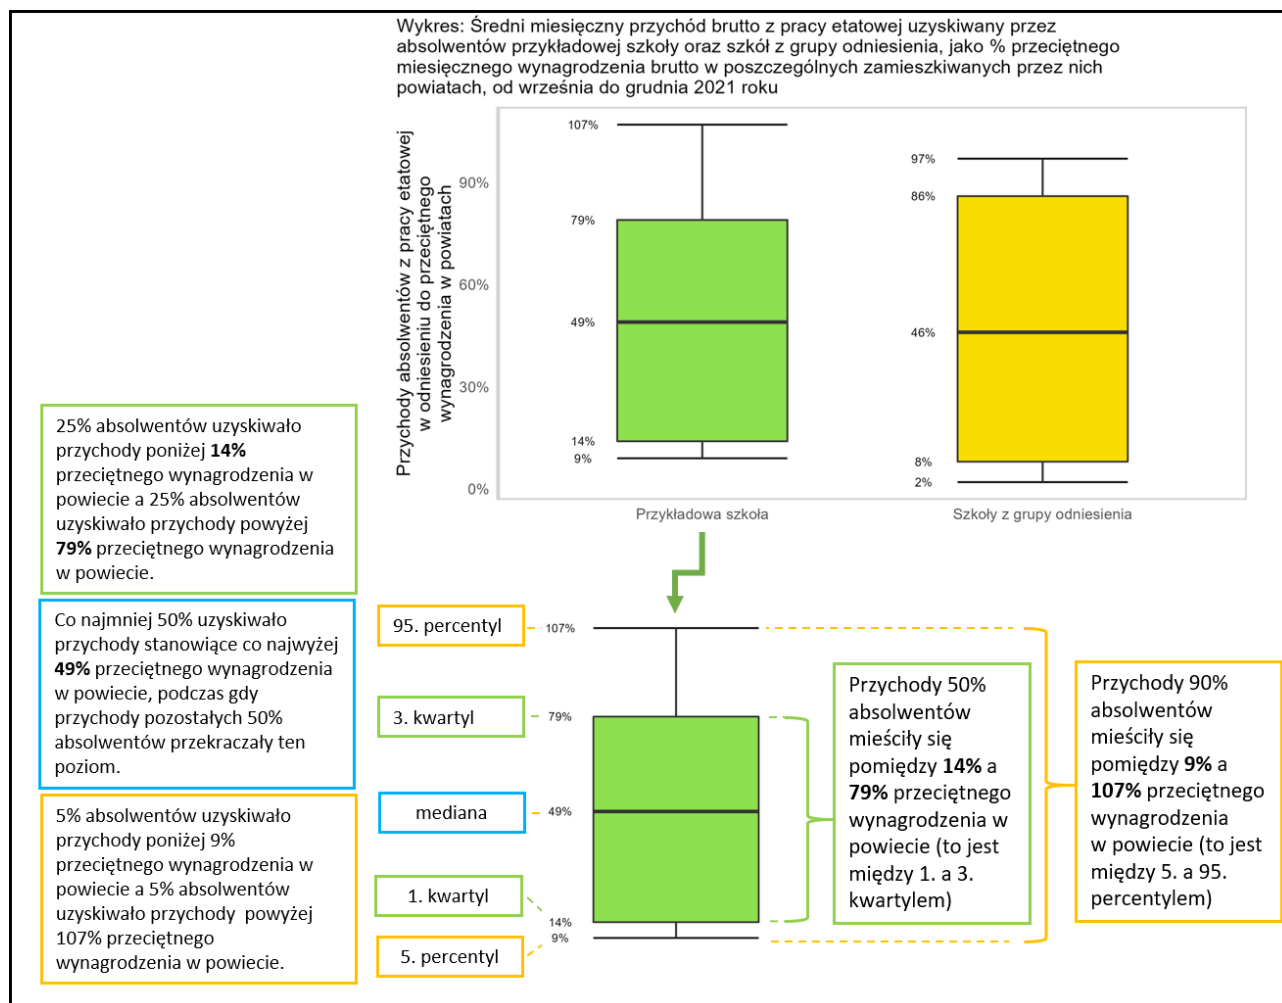 Wykres: Średni miesięczny przychód brutto z pracy etatowej uzyskiwany przez
absolwentów przykładowej szkoły oraz szkół z grupy odniesienia, jako % przeciętnego
miesięcznego wynagrodzenia brutto w poszczególnych zamieszkiwanych przez nich
powiatach, od września do grudnia 2021 roku
Przychody absolwentów z pracy etatowej
w odniesieniu do przeciętnego
wynagrodzenia w powiatach
90%
60%
30%
0%
107%
79%
49%
14%
9%
97%
86%
46%
8%
2%
Przykładowa szkoła
Szkoły z grupy odniesienia
25% absolwentów uzyskiwało
przychody poniżej 14%
przeciętnego wynagrodzenia w
powiecie a 25% absolwentów
uzyskiwało przychody powyżej
79% przeciętnego wynagrodzenia
w powiecie.
Co najmniej 50% uzyskiwało
przychody stanowiące co najwyżej
49% przeciętnego wynagrodzenia
w powiecie, podczas gdy
przychody pozostałych 50%
absolwentów przekraczały ten
poziom.
5% absolwentów uzyskiwało
przychody poniżej 9%
przeciętnego wynagrodzenia w
powiecie a 5% absolwentów
uzyskiwało przychody powyżej
107% przeciętnego
wynagrodzenia w powiecie.
95. percentyl
3. kwartyl
mediana
1. kwartyl
5. percentyl
107%
79%
49%
14%
9%
Przychody 50%
absolwentów
mieściły się
pomiędzy 14% a
79% przeciętnego
wynagrodzenia w
powiecie (to jest
między 1. a 3.
kwartylem)
Przychody 90%
absolwentów
mieściły się
pomiędzy 9% a
107% przeciętnego
wynagrodzenia
w powiecie (to jest
między 5. a 95.
percentylem)